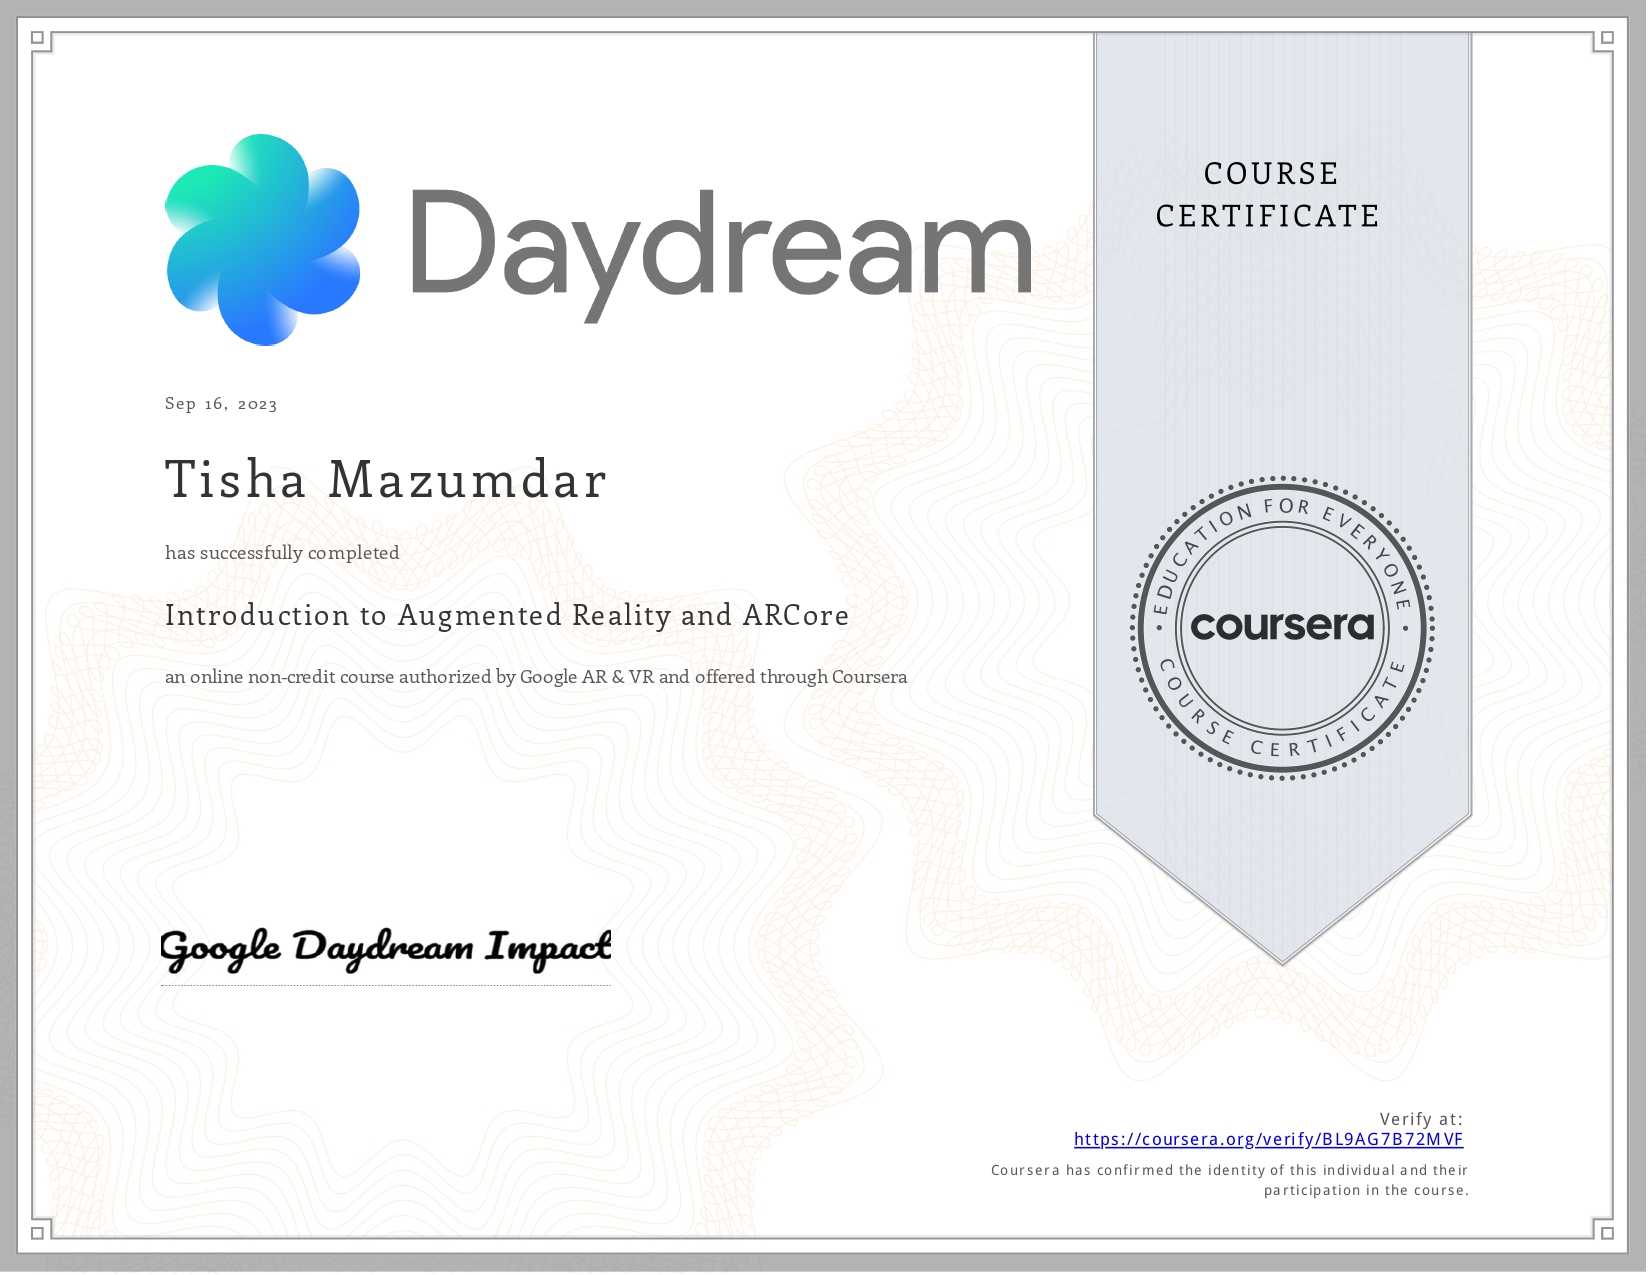 Daydream
COURSE
CERTIFICATE
Sep 16, 2023
Tisha Mazumdar
has successfully completed
Introduction to Augmented Reality and ARCore
an online non-credit course authorized by Google AR & VR and offered through Coursera
EDUCATION FOR EVERYONE
coursera
COURSE CERTIFICATE
Google Daydream Impact
Verify at:
https://coursera.org/verify/BL9AG7B72MVF
Coursera has confirmed the identity of this individual and their
participation in the course.